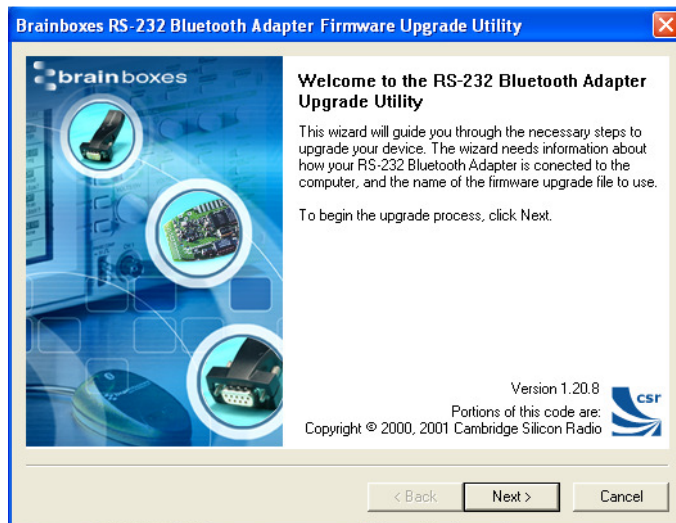 Brainboxes RS-232 Bluetooth Adapter Firmware Upgrade Utility
brainboxes
Welcome to the RS-232 Bluetooth Adapter
Upgrade Utility
This wizard will guide you through the necessary steps to
upgrade your device. The wizard needs information about
how your RS-232 Bluetooth Adapter is conected to the
computer, and the name of the firmware upgrade file to use.
To begin the upgrade process, click Next.
Version 1.20.8
Portions of this code are:
Copyright © 2000, 2001 Cambridge Silicon Radio
csr
< Back
Next >
Cancel